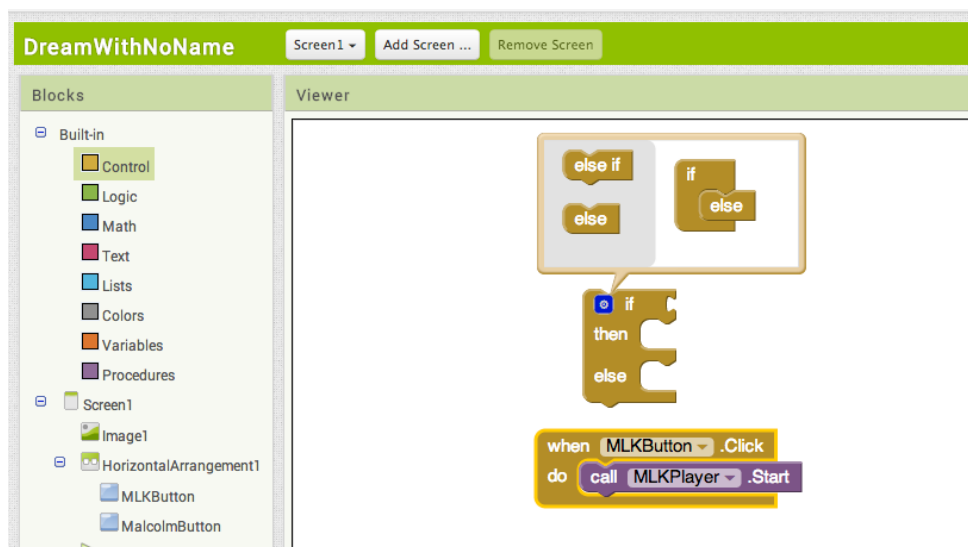 DreamWithNoName Screen1 Add Screen ... Remove Screen
Blocks
Viewer
Built-in
Control
Logic
Math
Text
Lists
Colors
Variables
Procedures
Screen1
Image1
HorizontalArrangement1
MLKButton
MalcolmButton
else if
else
if
else
if
then
else
when MLKButton .Click
do call MLKPlayer .Start